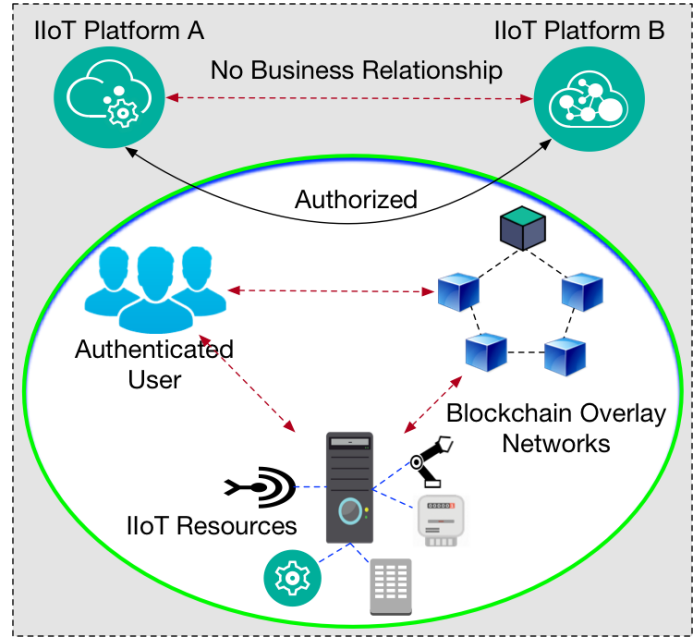 IIoT Platform A
IIoT Platform B
No Business Relationship
Authorized
Authenticated
User
Blockchain Overlay
Networks
IIoT Resources